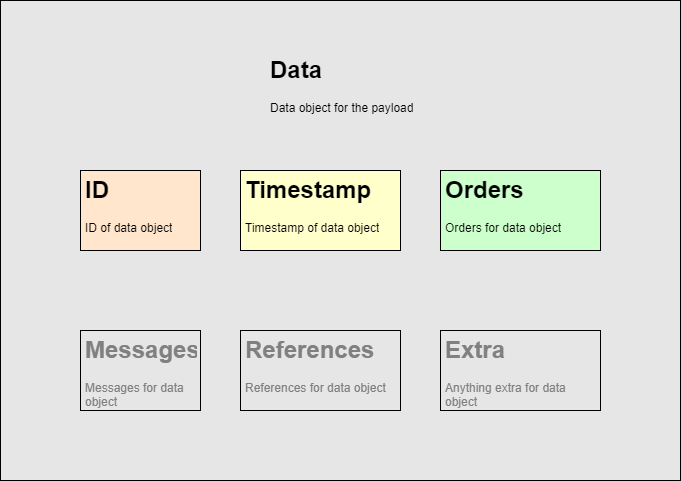 Data
Data object for the payload
ID
ID of data object
Timestamp
Timestamp of data object
Orders
Orders for data object
Messages
Messages for data
object
References
References for data object
Extra
Anything extra for data
object